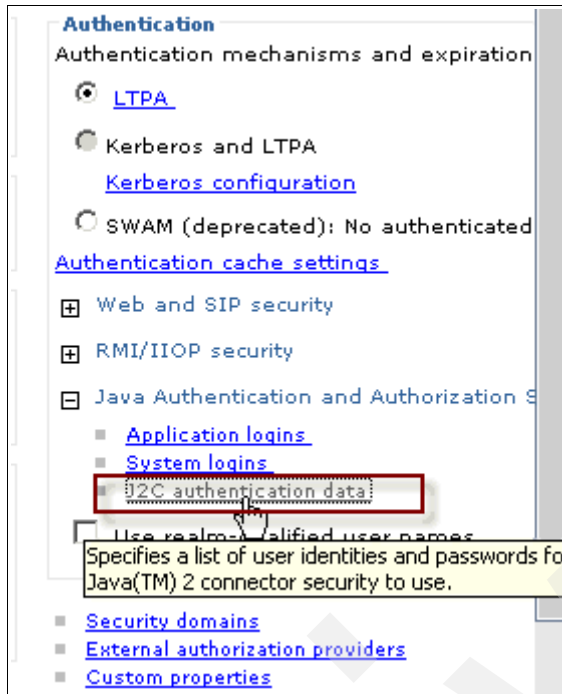 Authentication
Authentication mechanisms and expiration
LTPA
Kerberos and LTPA
Kerberos configuration
SWAM (deprecated): No authenticated
Authentication cache settings
Web and SIP security
RMI/IIOP security
Java Authentication and Authorization S
Application logins
System logins
J2C authentication data
Use realm-qualified user names
Specifies a list of user identities and passwords fo
Java(TM) 2 connector security to use.
Security domains
External authorization providers
Custom properties